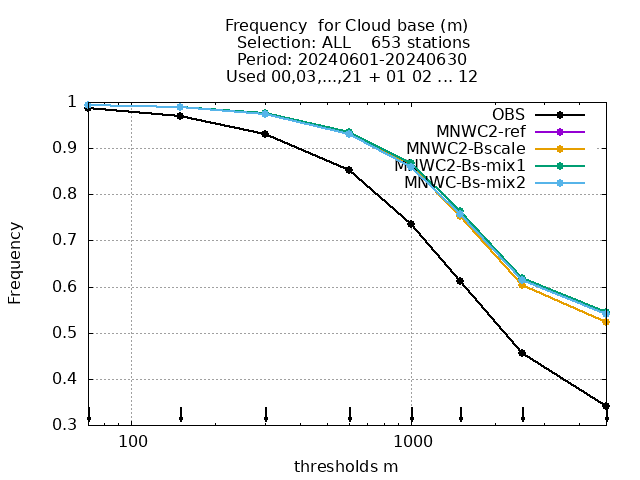 Frequency  for Cloud base (m)
Selection: ALL    653 stations
Period: 20240601-20240630
Used 00,03,...,21 + 01 02 ... 12
OBS
MNWC2-ref
MNWC2-Bscale
MNWC2-Bs-mix1
MNWC-Bs-mix2
1
0.9
0.8
0.7
0.6
0.5
0.4
0.3
Frequency
100
1000
thresholds m